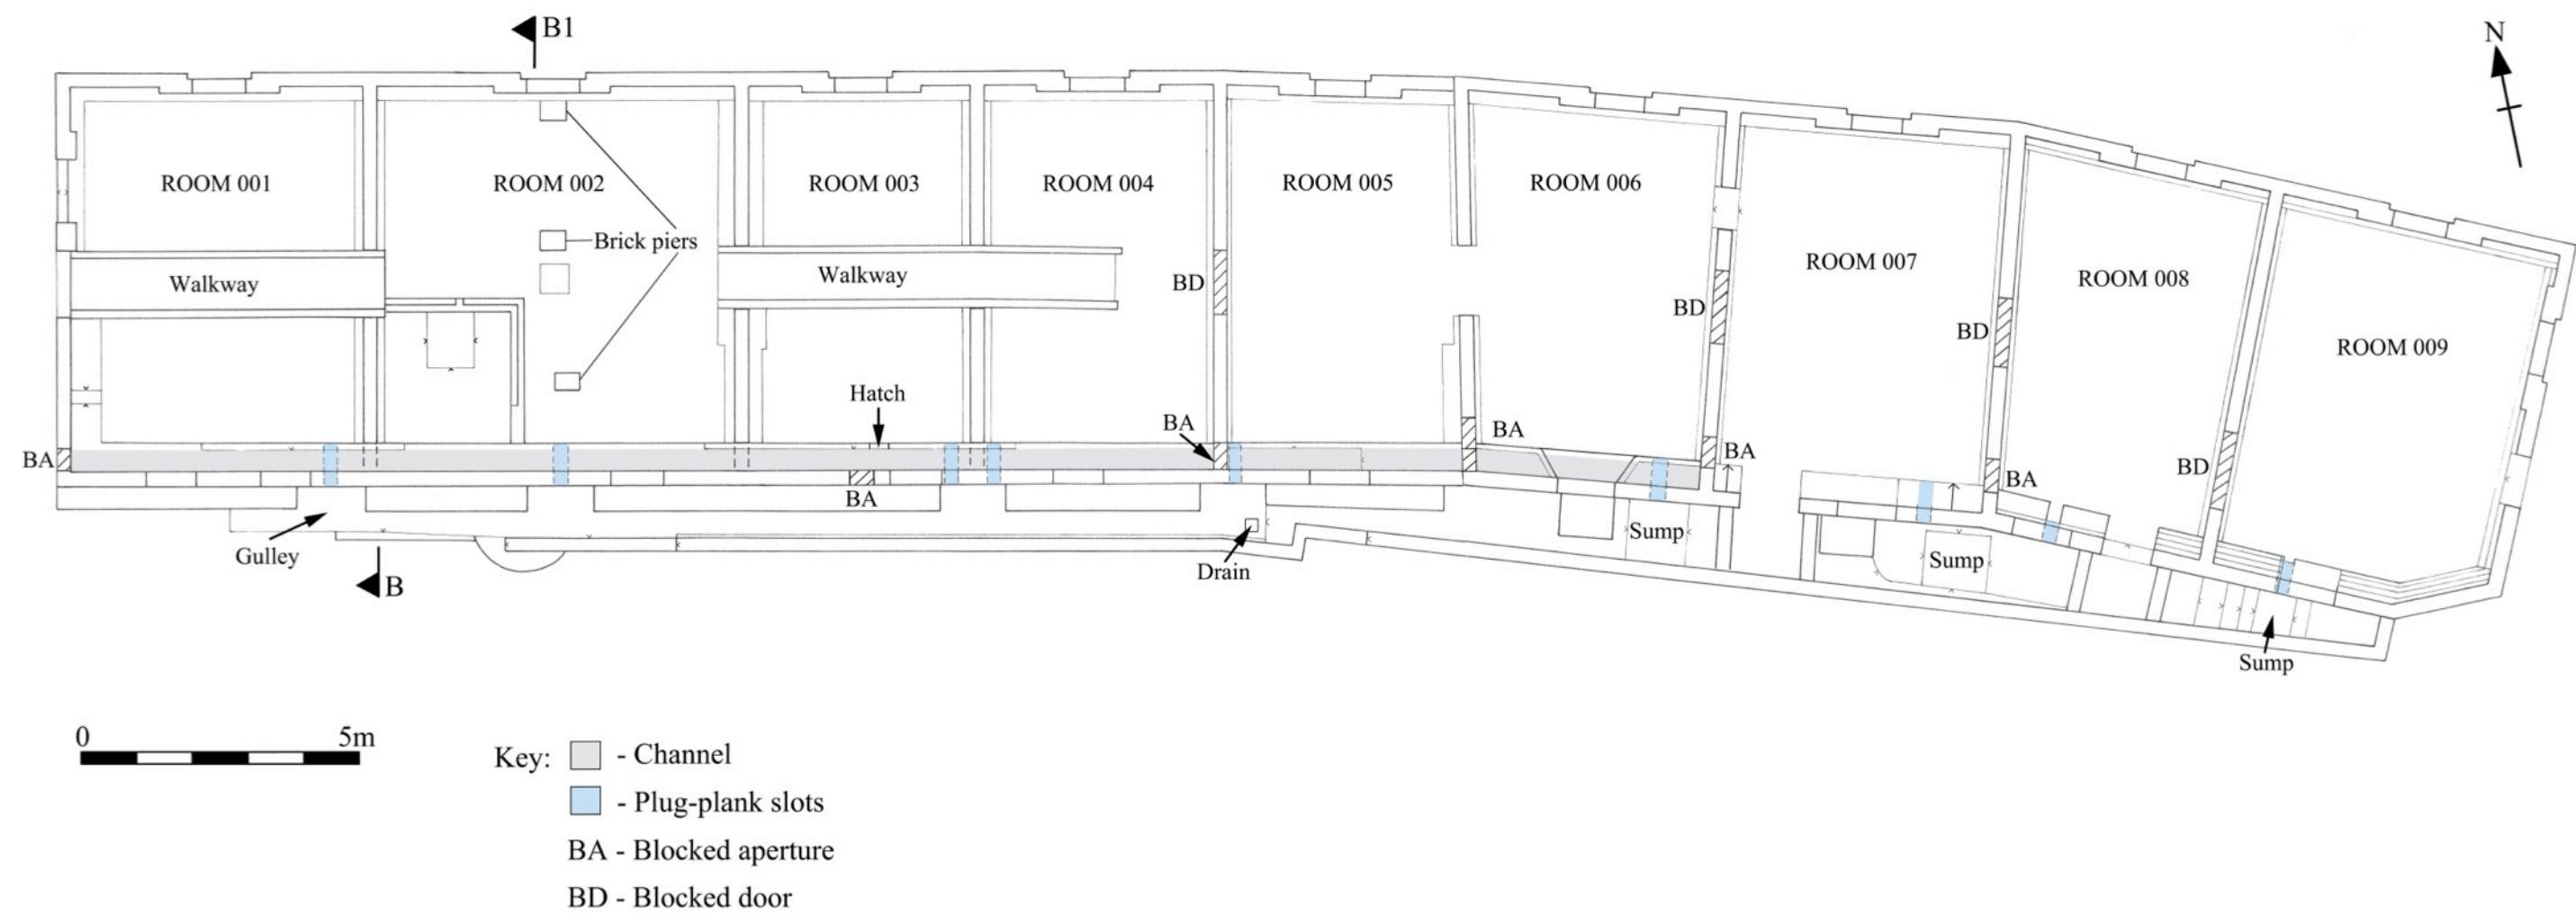 B1
N
ROOM 001
ROOM 002
ROOM 003
ROOM 004
ROOM 005
ROOM 006
ROOM 007
ROOM 008
ROOM 009
Brick piers
Walkway
Walkway
BD
BD
BD
BD
Hatch
BA
BA
BA
BA
BA
BA
Gulley
Drain
Sump
Sump
Sump
B
0 5m
Key:
- Channel
- Plug-plank slots
BA - Blocked aperture
BD - Blocked door